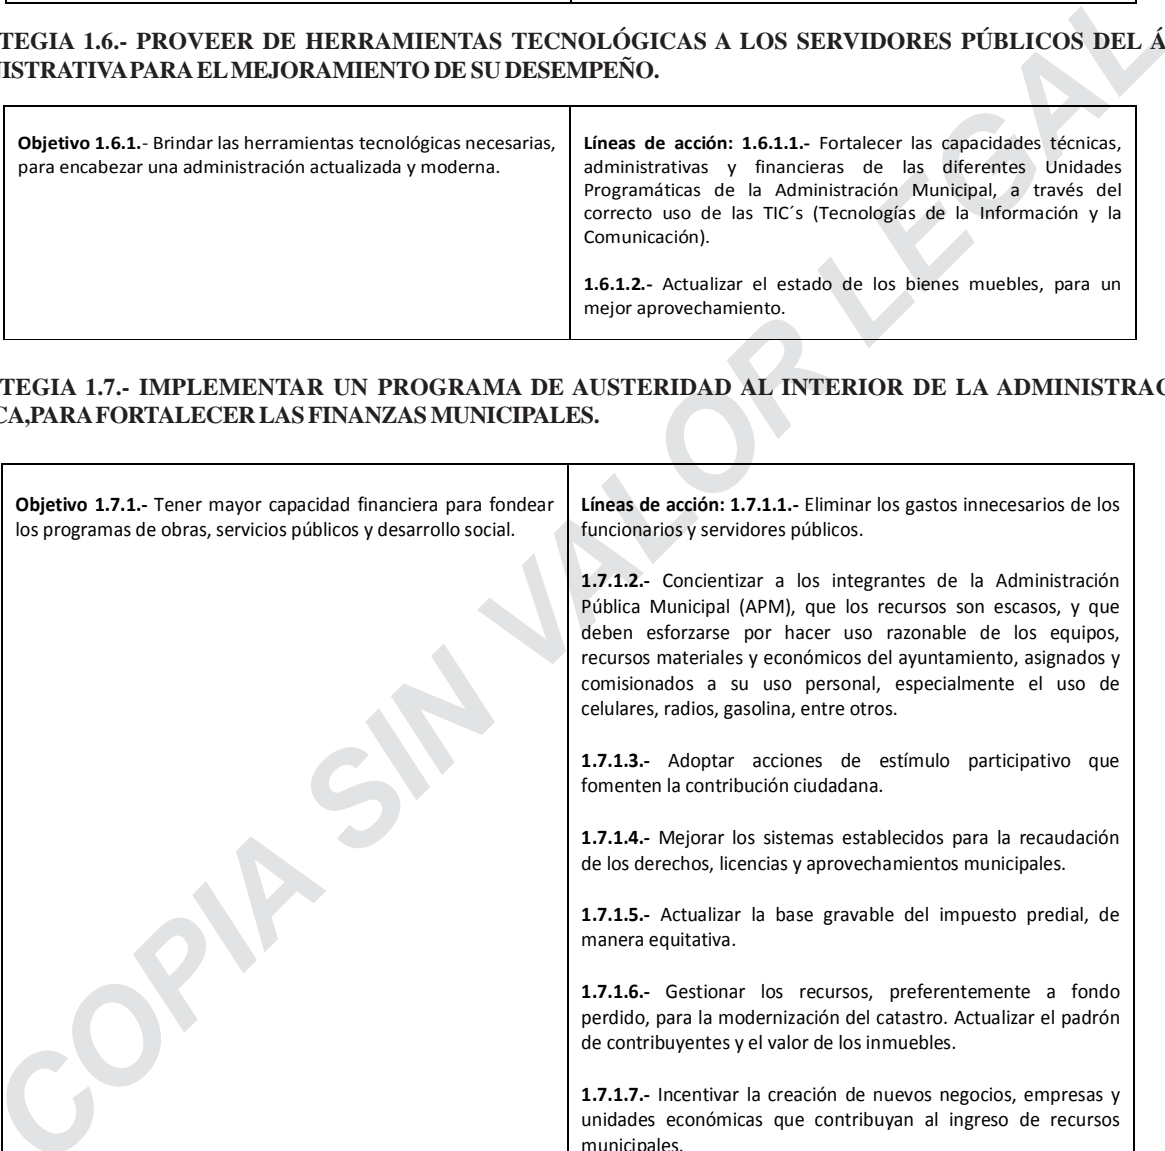 TEGIA 1.6.- PROVEER DE HERRAMIENTAS TECNOLÓGICAS A LOS SERVIDORES PÚBLICOS DEL Á
NISTRATIVA PARA EL MEJORAMIENTO DE SU DESEMPEÑO.
Objetivo 1.6.1.- Brindar las herramientas tecnológicas necesarias,
para encabezar una administración actualizada y moderna.
Líneas de acción: 1.6.1.1.- Fortalecer las capacidades técnicas,
administrativas y financieras de las diferentes Unidades
Programáticas de la Administración Municipal, a través del
correcto uso de las TIC´s (Tecnologías de la Información y la
Comunicación).
1.6.1.2.- Actualizar el estado de los bienes muebles, para un
mejor aprovechamiento.
TEGIA 1.7.- IMPLEMENTAR UN PROGRAMA DE AUSTERIDAD AL INTERIOR DE LA ADMINISTRAC
CA,PARA FORTALECER LAS FINANZAS MUNICIPALES.
Objetivo 1.7.1.- Tener mayor capacidad financiera para fondear
los programas de obras, servicios públicos y desarrollo social.
Líneas de acción: 1.7.1.1.- Eliminar los gastos innecesarios de los
funcionarios y servidores públicos.
1.7.1.2.- Concientizar a los integrantes de la Administración
Pública Municipal (APM), que los recursos son escasos, y que
deben esforzarse por hacer uso razonable de los equipos,
recursos materiales y económicos del ayuntamiento, asignados y
comisionados a su uso personal, especialmente el uso de
celulares, radios, gasolina, entre otros.
1.7.1.3.- Adoptar acciones de estímulo participativo que
fomenten la contribución ciudadana.
1.7.1.4.- Mejorar los sistemas establecidos para la recaudación
de los derechos, licencias y aprovechamientos municipales.
1.7.1.5.- Actualizar la base gravable del impuesto predial, de
manera equitativa.
1.7.1.6.- Gestionar los recursos, preferentemente a fondo
perdido, para la modernización del catastro. Actualizar el padrón
de contribuyentes y el valor de los inmuebles.
1.7.1.7.- Incentivar la creación de nuevos negocios, empresas y
unidades económicas que contribuyan al ingreso de recursos
municipales.
COPIA SIN VALOR LEGAL